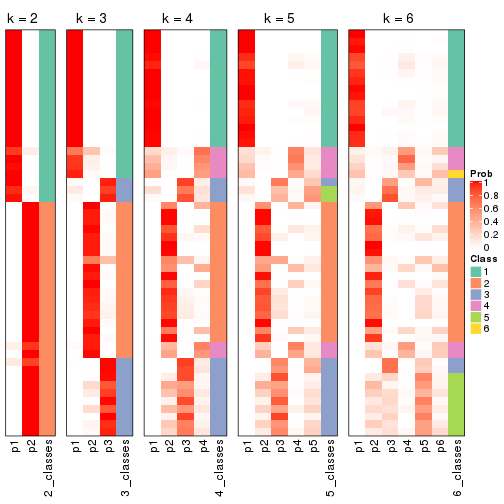 k = 2
k = 3
k = 4
k = 5
k = 6
p1
p2
2_classes
p1
p2
p3
3_classes
p1
p2
p3
p4
4_classes
p1
p2
p3
p4
p5
5_classes
p1
p2
p3
p4
p5
p6
6_classes
Prob
1
0.8
0.6
0.4
0.2
0
Class
1
2
3
4
5
6